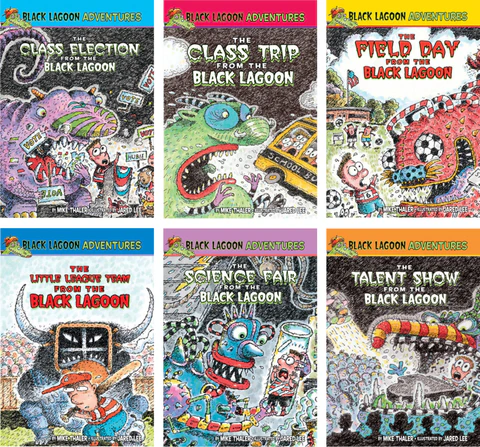 BLACK LAGOON ADVENTURES
THE
CLASS ELECTION
FROM THE
BLACK LAGOON
VOTE
VOTE
VOTE
VOTE
HUBIE
BY MIKE THALER • ILLUSTRATED BY JARED LEE
BLACK LAGOON ADVENTURES
THE
CLASS TRIP
FROM THE
BLACK LAGOON
SCHOOL B
BY MIKE THALER • ILLUSTRATED BY JARED LEE
BLACK LAGOON ADVENTURES
THE
FIELD DAY
FROM THE
BLACK LAGOON
BY MIKE THALER • ILLUSTRATED BY JARED LEE
BLACK LAGOON ADVENTURES
THE
LITTLE LEAGUE TEAM
FROM THE
BLACK LAGOON
BY MIKE THALER • ILLUSTRATED BY JARED LEE
BLACK LAGOON ADVENTURES
THE
SCIENCE FAIR
FROM THE
BLACK LAGOON
BY MIKE THALER • ILLUSTRATED BY JARED LEE
BLACK LAGOON ADVENTURES
THE
TALENT SHOW
FROM THE
BLACK LAGOON
BY MIKE THALER • ILLUSTRATED BY JARED LEE